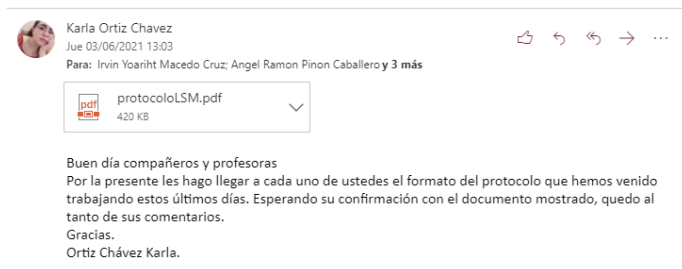 Karla Ortiz Chavez
Jue 03/06/2021 13:03
Para: Irvin Yoariht Macedo Cruz; Angel Ramon Pinon Caballero y 3 más
pdf
protocoloLSM.pdf
420 KB
Buen día compañeros y profesoras
Por la presente les hago llegar a cada uno de ustedes el formato del protocolo que hemos venido
trabajando estos últimos días. Esperando su confirmación con el documento mostrado, quedo al
tanto de sus comentarios.
Gracias.
Ortiz Chávez Karla.